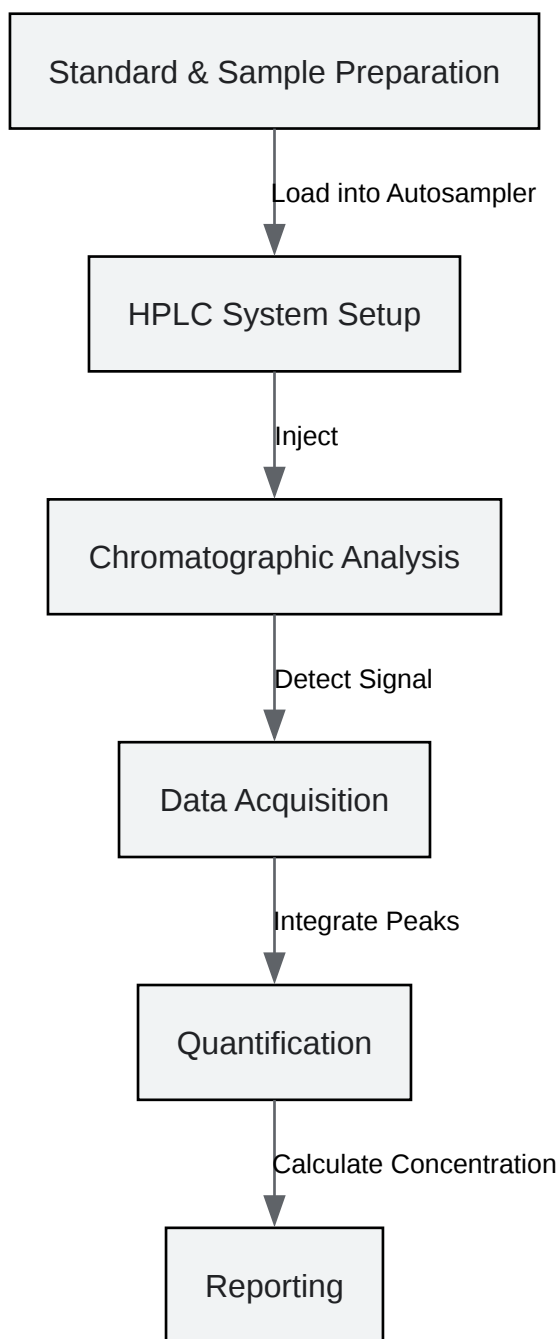 Standard & Sample Preparation
Load into Autosampler
HPLC System Setup
Inject
Chromatographic Analysis
Detect Signal
Data Acquisition
Integrate Peaks
Quantification
Calculate Concentration
Reporting